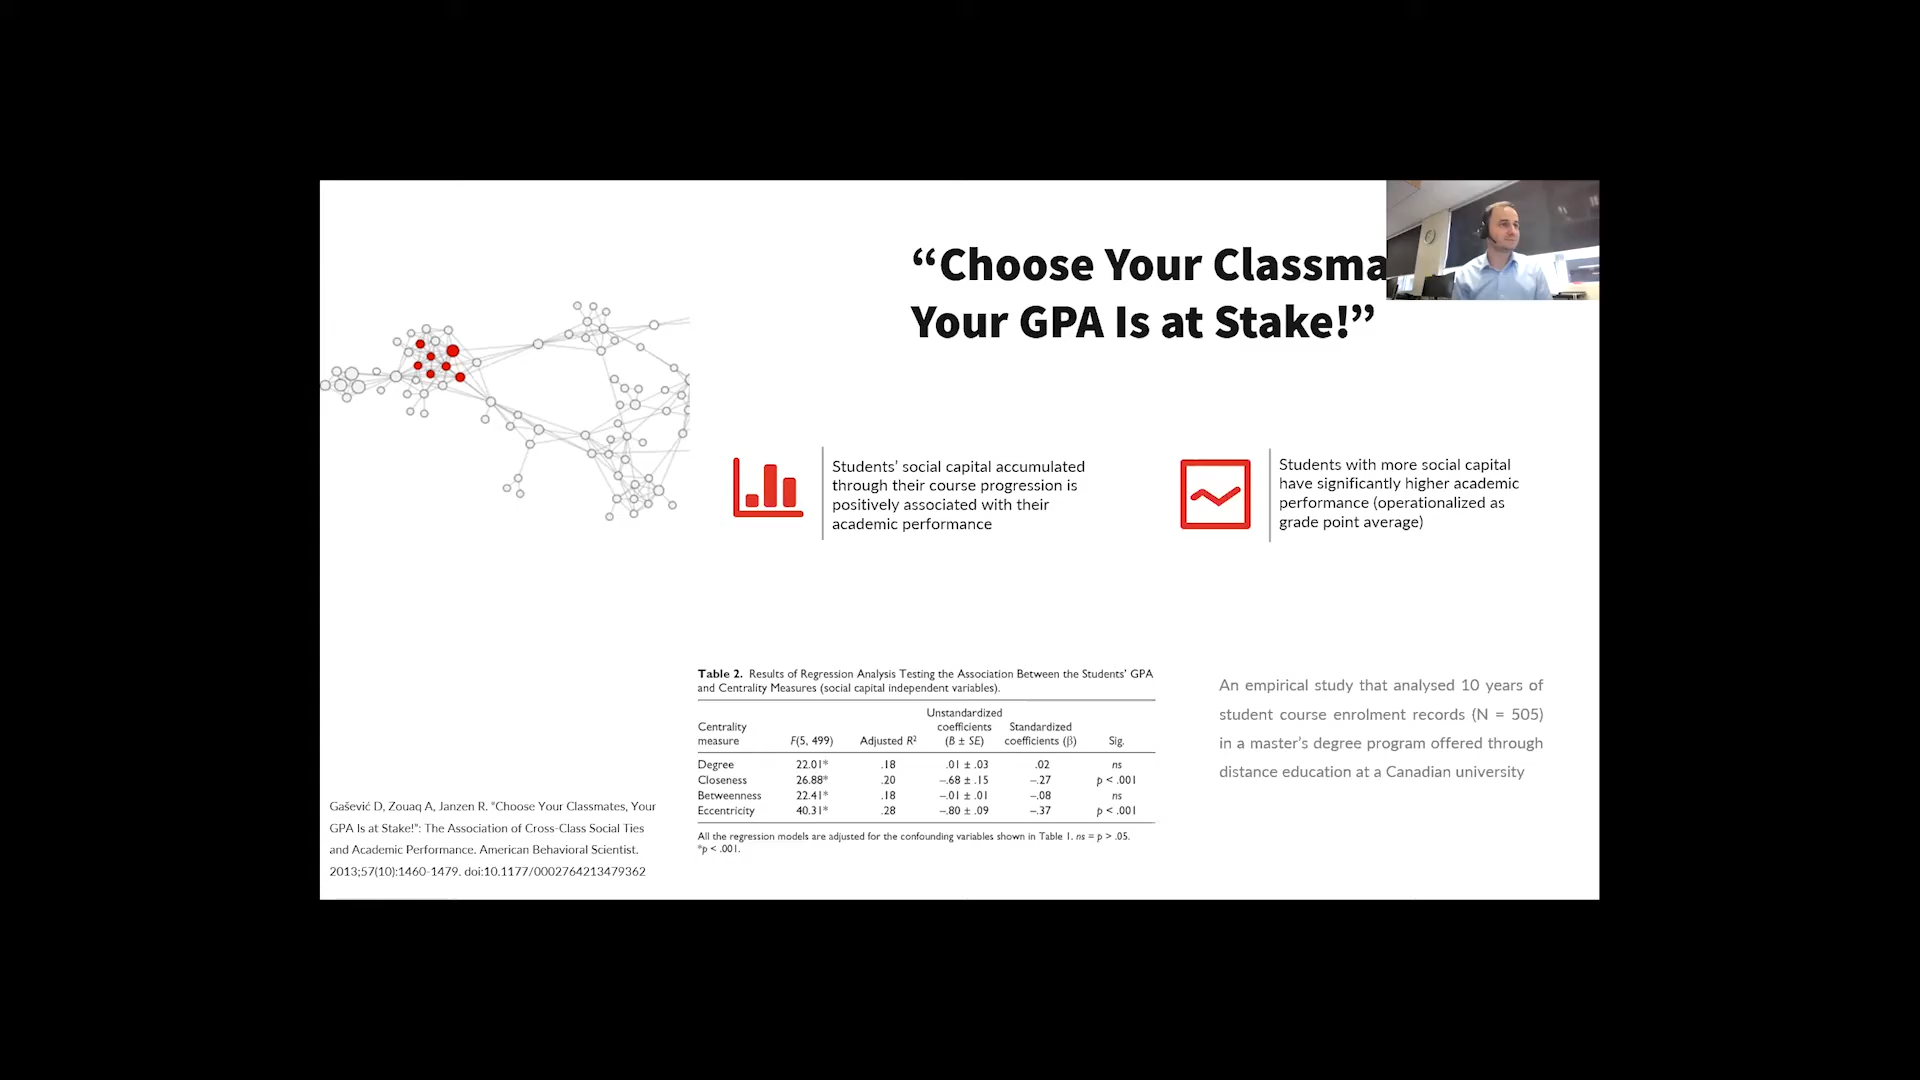 “Choose Your Classma
Your GPA Is at Stake!”
Students’ social capital accumulated
through their course progression is
positively associated with their
academic performance
Students with more social capital
have significantly higher academic
performance (operationalized as
grade point average)
Table 2. Results of Regression Analysis Testing the Association Between the Students’ GPA
and Centrality Measures (social capital independent variables).
Centrality measure F(5, 499) Adjusted R² Unstandardized coefficients (B ± SE) Standardized coefficients (β) Sig.
Degree 22.01* .18 .01 ± .03 .02 ns
Closeness 26.88* .20 −.68 ± .15 −.27 p < .001
Betweenness 22.41* .18 −.01 ± .01 −.08 ns
Eccentricity 40.31* .28 −.80 ± .09 −.37 p < .001
All the regression models are adjusted for the confounding variables shown in Table 1. ns = p > .05.
*p < .001.
An empirical study that analysed 10 years of
student course enrolment records (N = 505)
in a master’s degree program offered through
distance education at a Canadian university
Gašević D, Zouaq A, Janzen R. “Choose Your Classmates, Your
GPA Is at Stake!”: The Association of Cross-Class Social Ties
and Academic Performance. American Behavioral Scientist.
2013;57(10):1460-1479. doi:10.1177/0002764213479362